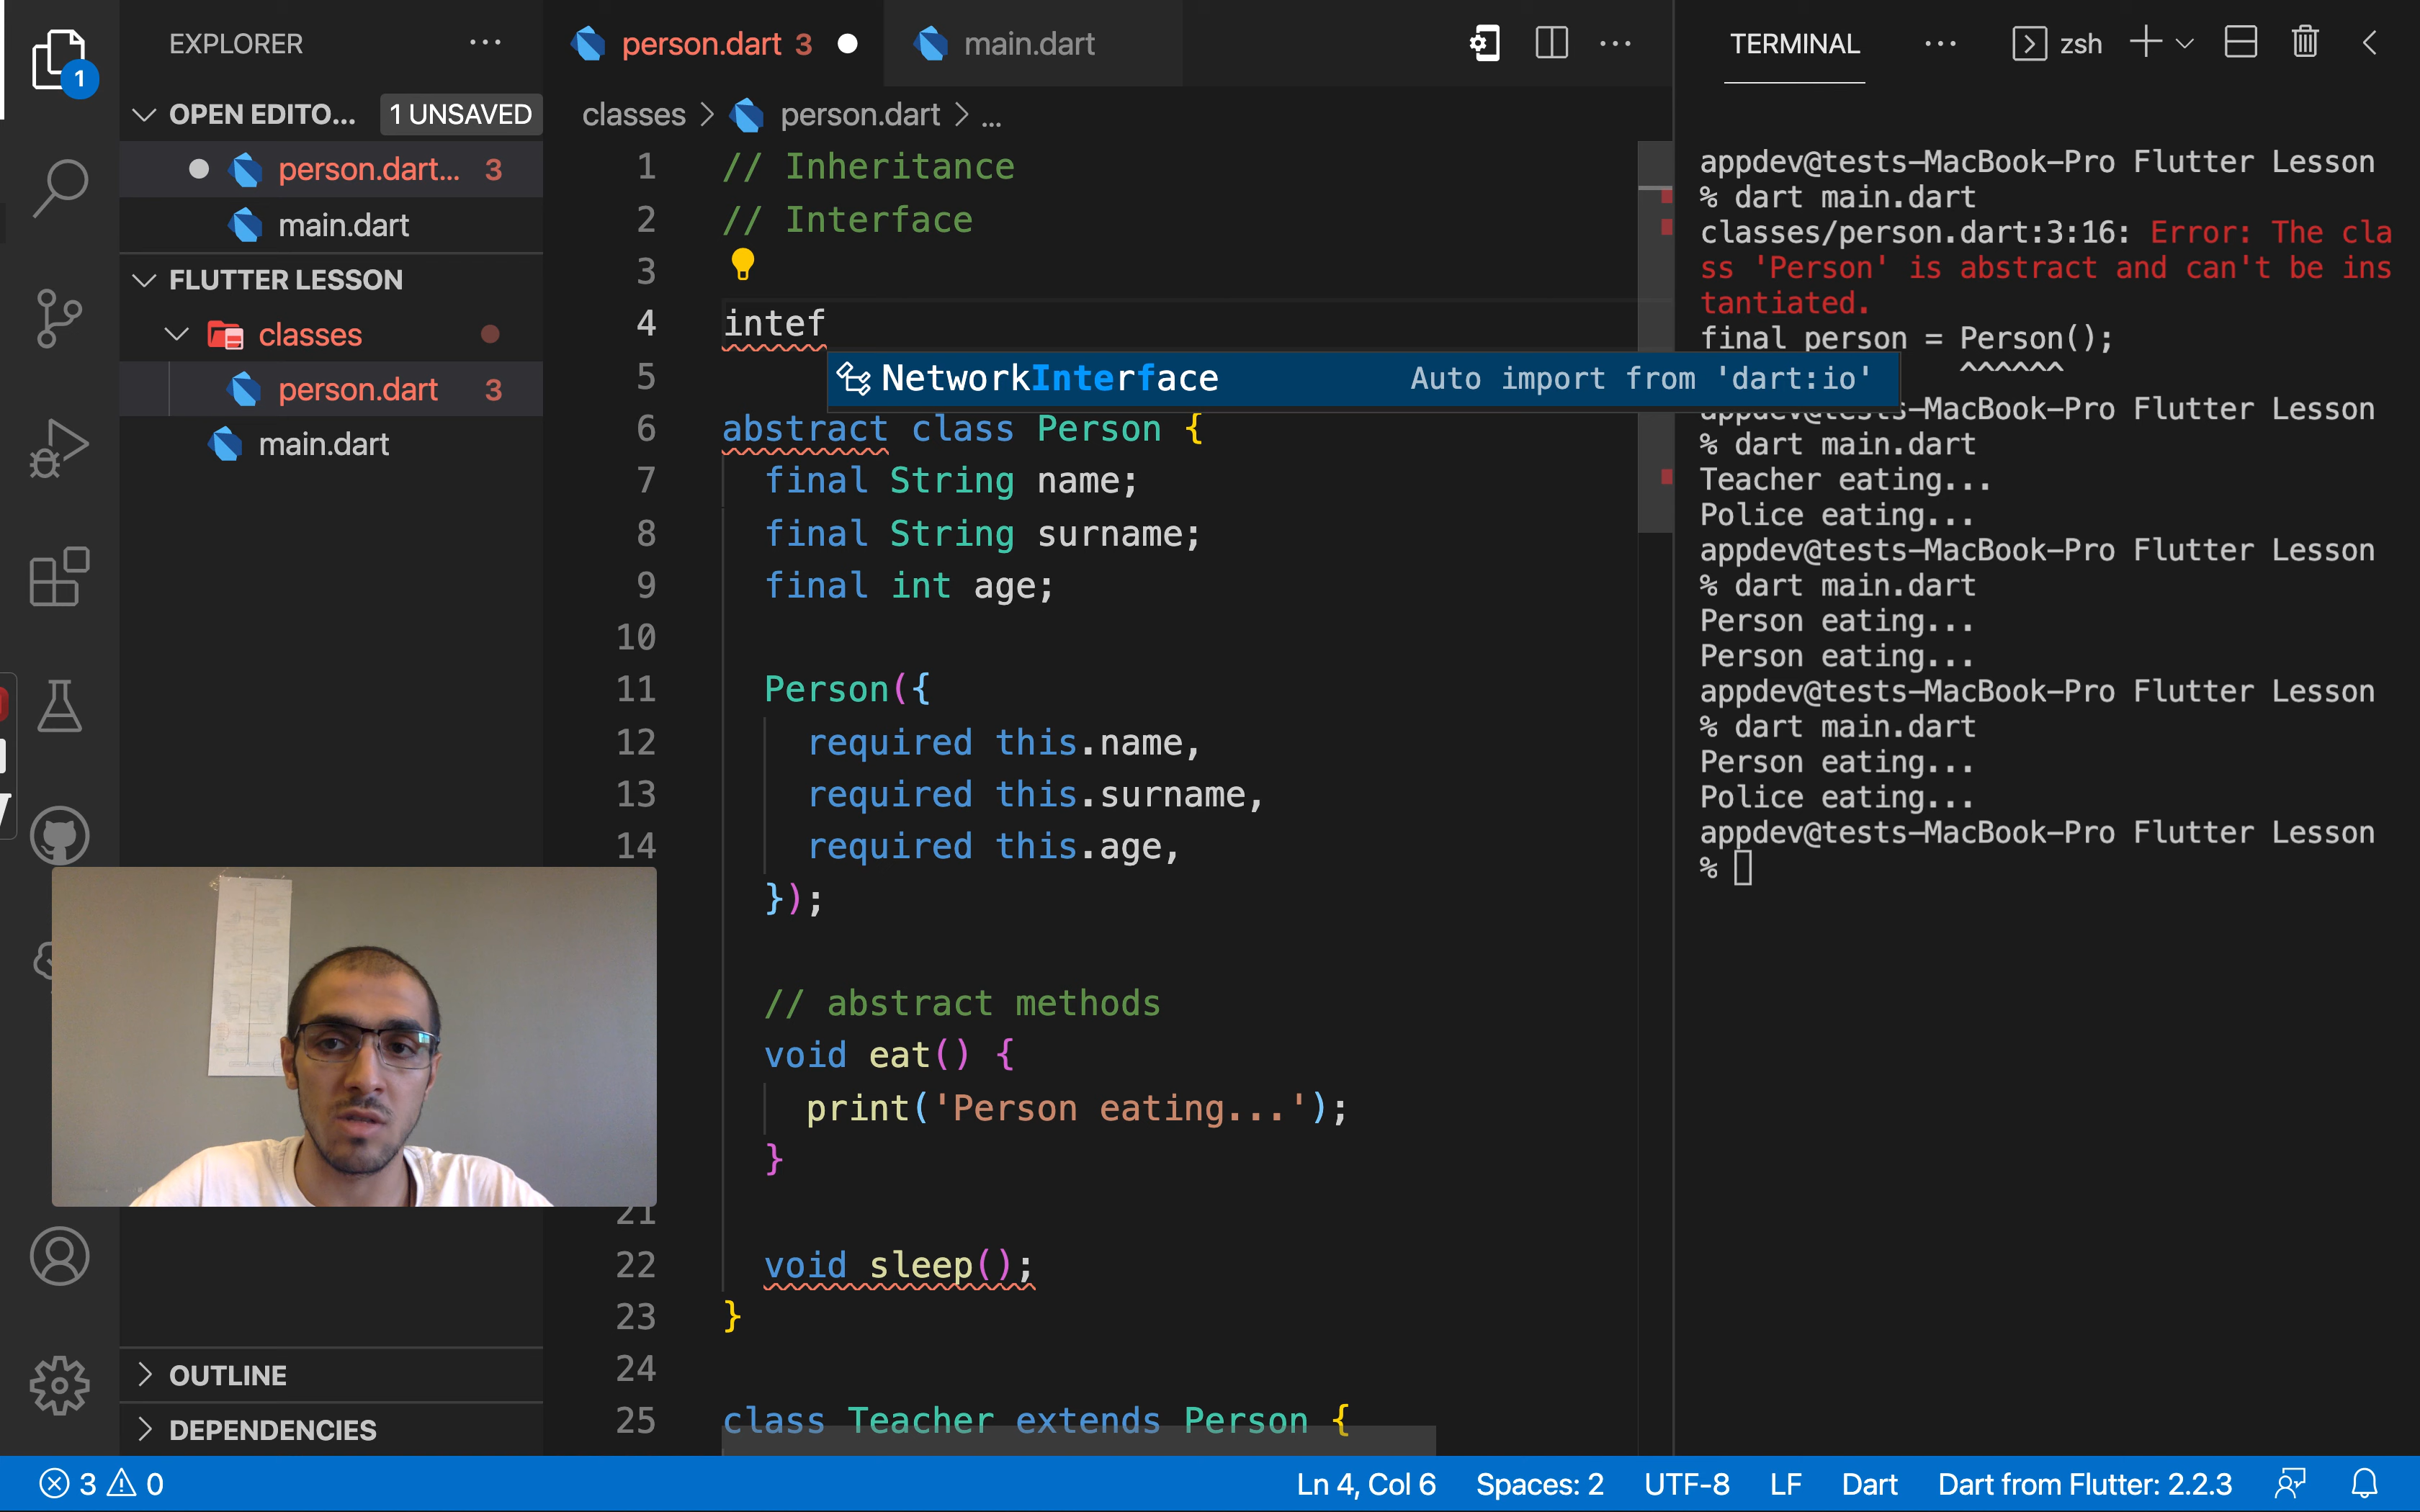 EXPLORER
1
OPEN EDITO... 1 UNSAVED
person.dart... 3
main.dart
FLUTTER LESSON
classes
person.dart 3
main.dart
OUTLINE
DEPENDENCIES
person.dart 3
main.dart
classes > person.dart > ...
1 // Inheritance
2 // Interface
3
4 intef
NetworkInterface Auto import from 'dart:io'
5
6 abstract class Person {
7 final String name;
8 final String surname;
9 final int age;
10
11 Person({
12 required this.name,
13 required this.surname,
14 required this.age,
});
// abstract methods
void eat() {
print('Person eating...');
}
21
22 void sleep();
23 }
24
25 class Teacher extends Person {
TERMINAL
zsh
appdev@tests-MacBook-Pro Flutter Lesson
% dart main.dart
classes/person.dart:3:16: Error: The cla
ss 'Person' is abstract and can't be ins
tantiated.
final person = Person();
^^^^^^
appdev@tests-MacBook-Pro Flutter Lesson
% dart main.dart
Teacher eating...
Police eating...
appdev@tests-MacBook-Pro Flutter Lesson
% dart main.dart
Person eating...
Person eating...
appdev@tests-MacBook-Pro Flutter Lesson
% dart main.dart
Person eating...
Police eating...
appdev@tests-MacBook-Pro Flutter Lesson
%
3 0
Ln 4, Col 6 Spaces: 2 UTF-8 LF Dart Dart from Flutter: 2.2.3